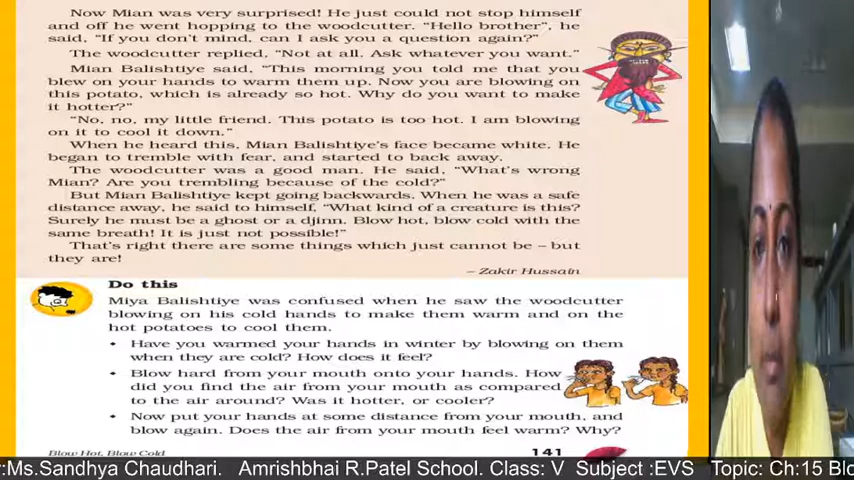 Now Mian was very surprised! He just could not stop himself
and off he went hopping to the woodcutter. "Hello brother", he
said, "If you don't mind, can I ask you a question again?"
The woodcutter replied, "Not at all. Ask whatever you want."
Mian Balishtiye said, "This morning you told me that you
blew on your hands to warm them up. Now you are blowing on
this potato, which is already so hot. Why do you want to make
it hotter?"
"No, no, my little friend. This potato is too hot. I am blowing
on it to cool it down."
When he heard this, Mian Balishtiye's face became white. He
began to tremble with fear, and started to back away.
The woodcutter was a good man. He said, "What's wrong
Mian? Are you trembling because of the cold?"
But Mian Balishtiye kept going backwards. When he was a safe
distance away, he said to himself, "What kind of a creature is this?
Surely he must be a ghost or a djinn. Blow hot, blow cold with the
same breath! It is just not possible!"
That's right there are some things which just cannot be – but
they are!
– Zakir Hussain
Do this
Miya Balishtiye was confused when he saw the woodcutter
blowing on his cold hands to make them warm and on the
hot potatoes to cool them.
• Have you warmed your hands in winter by blowing on them
when they are cold? How does it feel?
• Blow hard from your mouth onto your hands. How
did you find the air from your mouth as compared
to the air around? Was it hotter, or cooler?
• Now put your hands at some distance from your mouth, and
blow again. Does the air from your mouth feel warm? Why?
Blow Hot, Blow Cold
141
r:Ms.Sandhya Chaudhari. Amrishbhai R.Patel School. Class: V Subject :EVS Topic: Ch:15 Blo